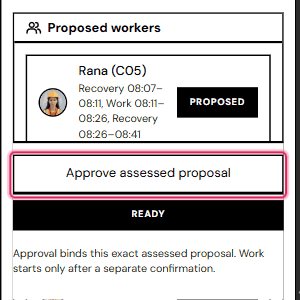 Proposed workers
Rana (C05)
Recovery 08:07–
08:11, Work 08:11–
08:26, Recovery
08:26–08:41
PROPOSED
Approve assessed proposal
READY
Approval binds this exact assessed proposal. Work
starts only after a separate confirmation.